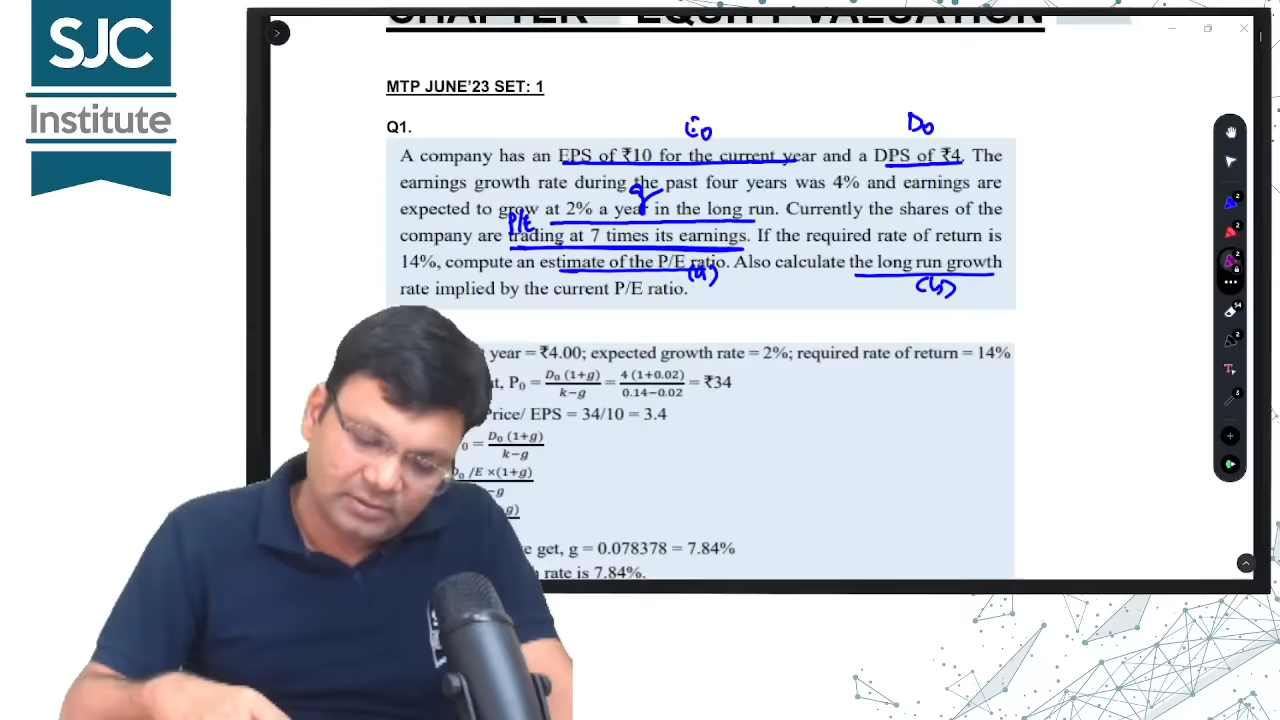 SJC
Institute
CHAPTER EQUITY VALUATION
MTP JUNE'23 SET: 1
Q1.
E0
D0
A company has an EPS of ₹10 for the current year and a DPS of ₹4. The
earnings growth rate during the past four years was 4% and earnings are
g
expected to grow at 2% a year in the long run. Currently the shares of the
P/E
company are trading at 7 times its earnings. If the required rate of return is
14%, compute an estimate of the P/E ratio. Also calculate the long run growth
(a)
(b)
rate implied by the current P/E ratio.
year = ₹4.00; expected growth rate = 2%; required rate of return = 14%
P₀ = D₀ (1+g) / k−g = 4 (1+0.02) / 0.14−0.02 = ₹34
Price/ EPS = 34/10 = 3.4
= D₀ (1+g) / k−g
/E ×(1+g)
−g
g)
get, g = 0.078378 = 7.84%
rate is 7.84%.